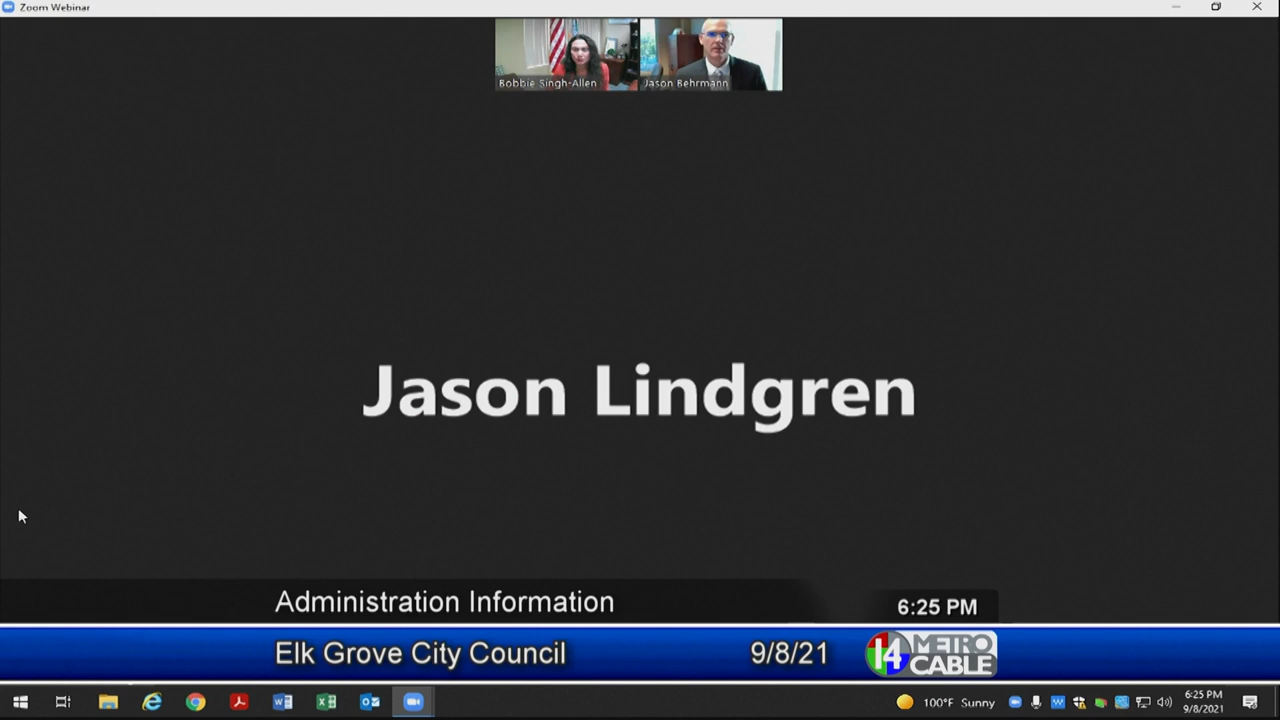 Zoom Webinar
Bobbie Singh-Allen
Jason Behrmann
Jason Lindgren
Administration Information
6:25 PM
Elk Grove City Council
9/8/21
14 METRO CABLE
100°F Sunny
6:25 PM
9/8/2021